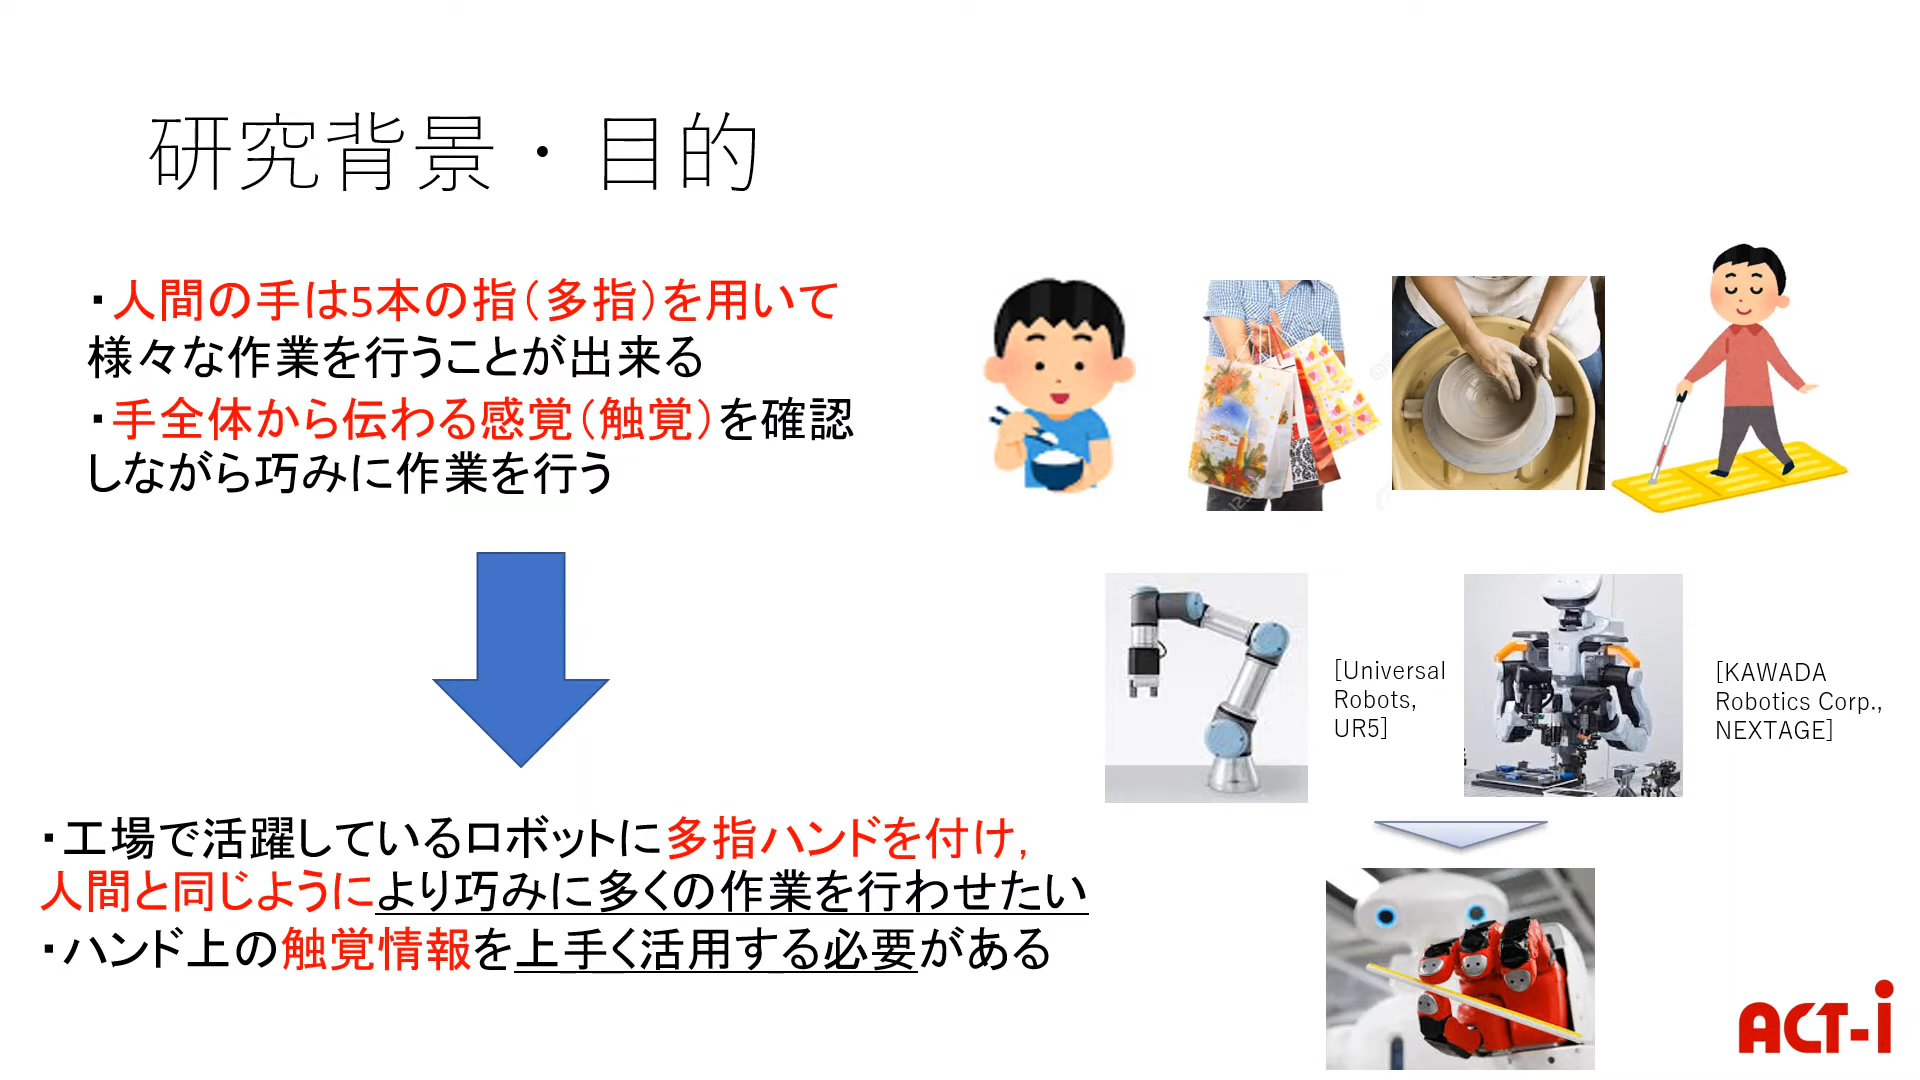 研究背景・目的
・人間の手は5本の指（多指）を用いて
様々な作業を行うことが出来る
・手全体から伝わる感覚（触覚）を確認
しながら巧みに作業を行う
[Universal
Robots,
UR5]
[KAWADA
Robotics Corp.,
NEXTAGE]
・工場で活躍しているロボットに多指ハンドを付け,
人間と同じようにより巧みに多くの作業を行わせたい
・ハンド上の触覚情報を上手く活用する必要がある
ACT-i